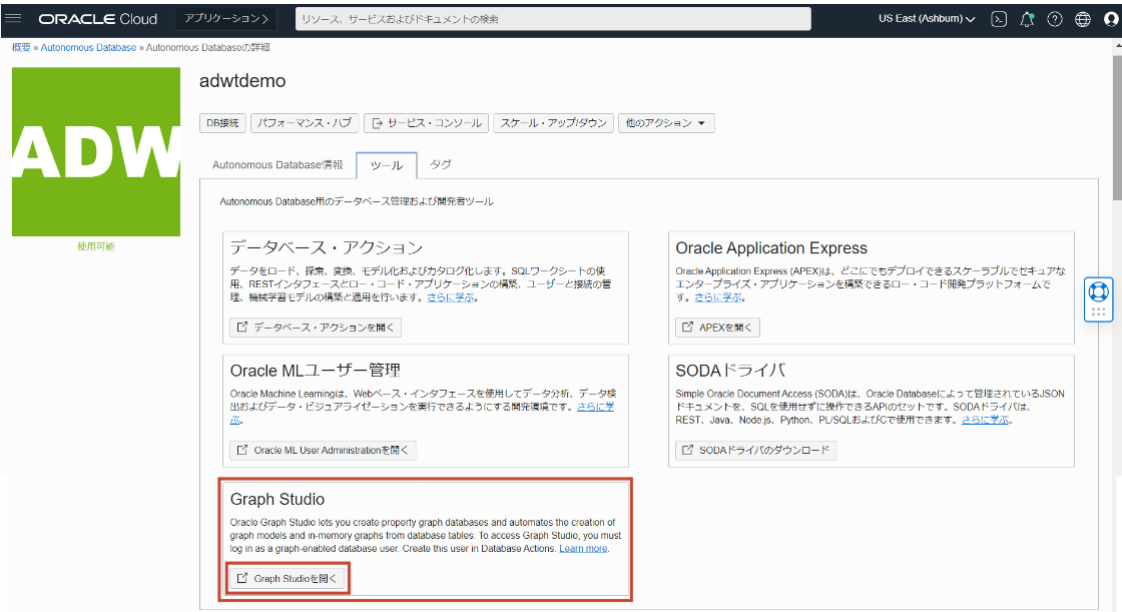 ORACLE Cloud
アプリケーション 〉
リソース、サービスおよびドキュメントの検索
US East (Ashburn)
概要 » Autonomous Database » Autonomous Databaseの詳細
ADW
使用可能
adwtdemo
DB接続
パフォーマンス・ハブ
サービス・コンソール
スケール・アップ/ダウン
他のアクション
Autonomous Database情報
ツール
タグ
Autonomous Database用のデータベース管理および開発者ツール
データベース・アクション
データをロード、探索、変換、モデル化およびカタログ化します。SQLワークシートの使
用、RESTインタフェースとロー・コード・アプリケーションの構築、ユーザーと接続の管
理、機械学習モデルの構築と適用を行います。さらに学ぶ。
データベース・アクションを開く
Oracle Application Express
Oracle Application Express (APEX)は、どこにでもデプロイできるスケーラブルでセキュアな
エンタープライズ・アプリケーションを構築できるロー・コード開発プラットフォームで
す。さらに学ぶ。
APEXを開く
Oracle MLユーザー管理
Oracle Machine Learningは、Webベース・インタフェースを使用してデータ分析、データ検
出およびデータ・ビジュアライゼーションを実行できるようにする開発環境です。さらに学
ぶ。
Oracle ML User Administrationを開く
SODAドライバ
Simple Oracle Document Access (SODA)は、Oracle Databaseによって管理されているJSON
ドキュメントを、SQLを使用せずに操作できるAPIのセットです。SODAドライバは、
REST、Java、Node.js、Python、PL/SQLおよびCで使用できます。さらに学ぶ。
SODAドライバのダウンロード
Graph Studio
Oracle Graph Studio lets you create property graph databases and automates the creation of
graph models and in-memory graphs from database tables. To access Graph Studio, you must
log in as a graph-enabled database user. Create this user in Database Actions. Learn more.
Graph Studioを開く